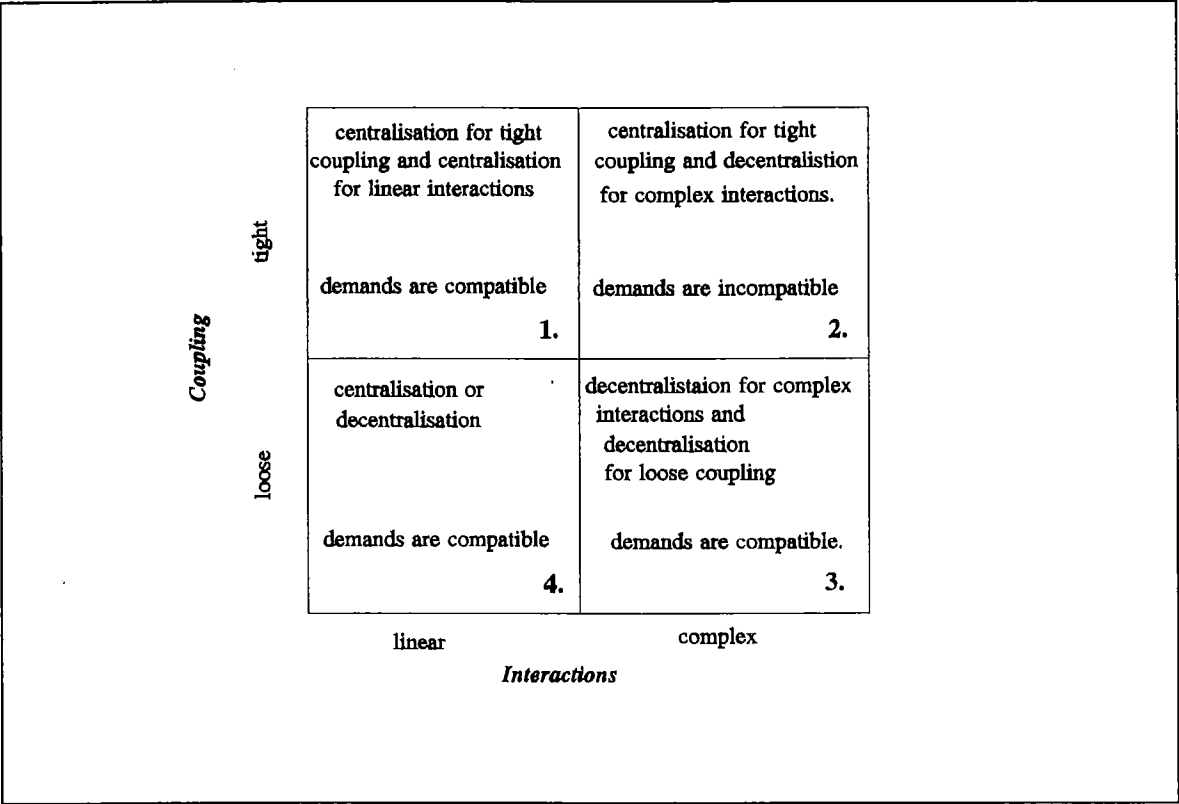 centralisation for tight
coupling and centralisation
for linear interactions
demands are compatible
1.
centralisation for tight
coupling and decentralistion
for complex interactions.
demands are incompatible
2.
tight
Coupling
loose
centralisation or
decentralisation
demands are compatible
4.
decentralistaion for complex
interactions and
decentralisation
for loose coupling
demands are compatible.
3.
linear
complex
Interactions